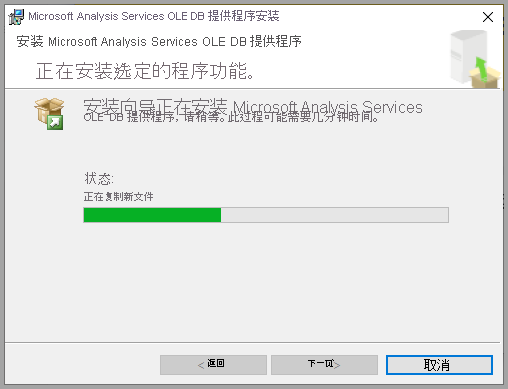 Microsoft Analysis Services OLE DB 提供程序安装
安装 Microsoft Analysis Services OLE DB 提供程序
正在安装选定的程序功能。
安装向导正在安装 Microsoft Analysis Services
OLE DB 提供程序，请稍等。此过程可能需要几分钟时间。
状态:
正在复制新文件
< 返回
下一页>
取消